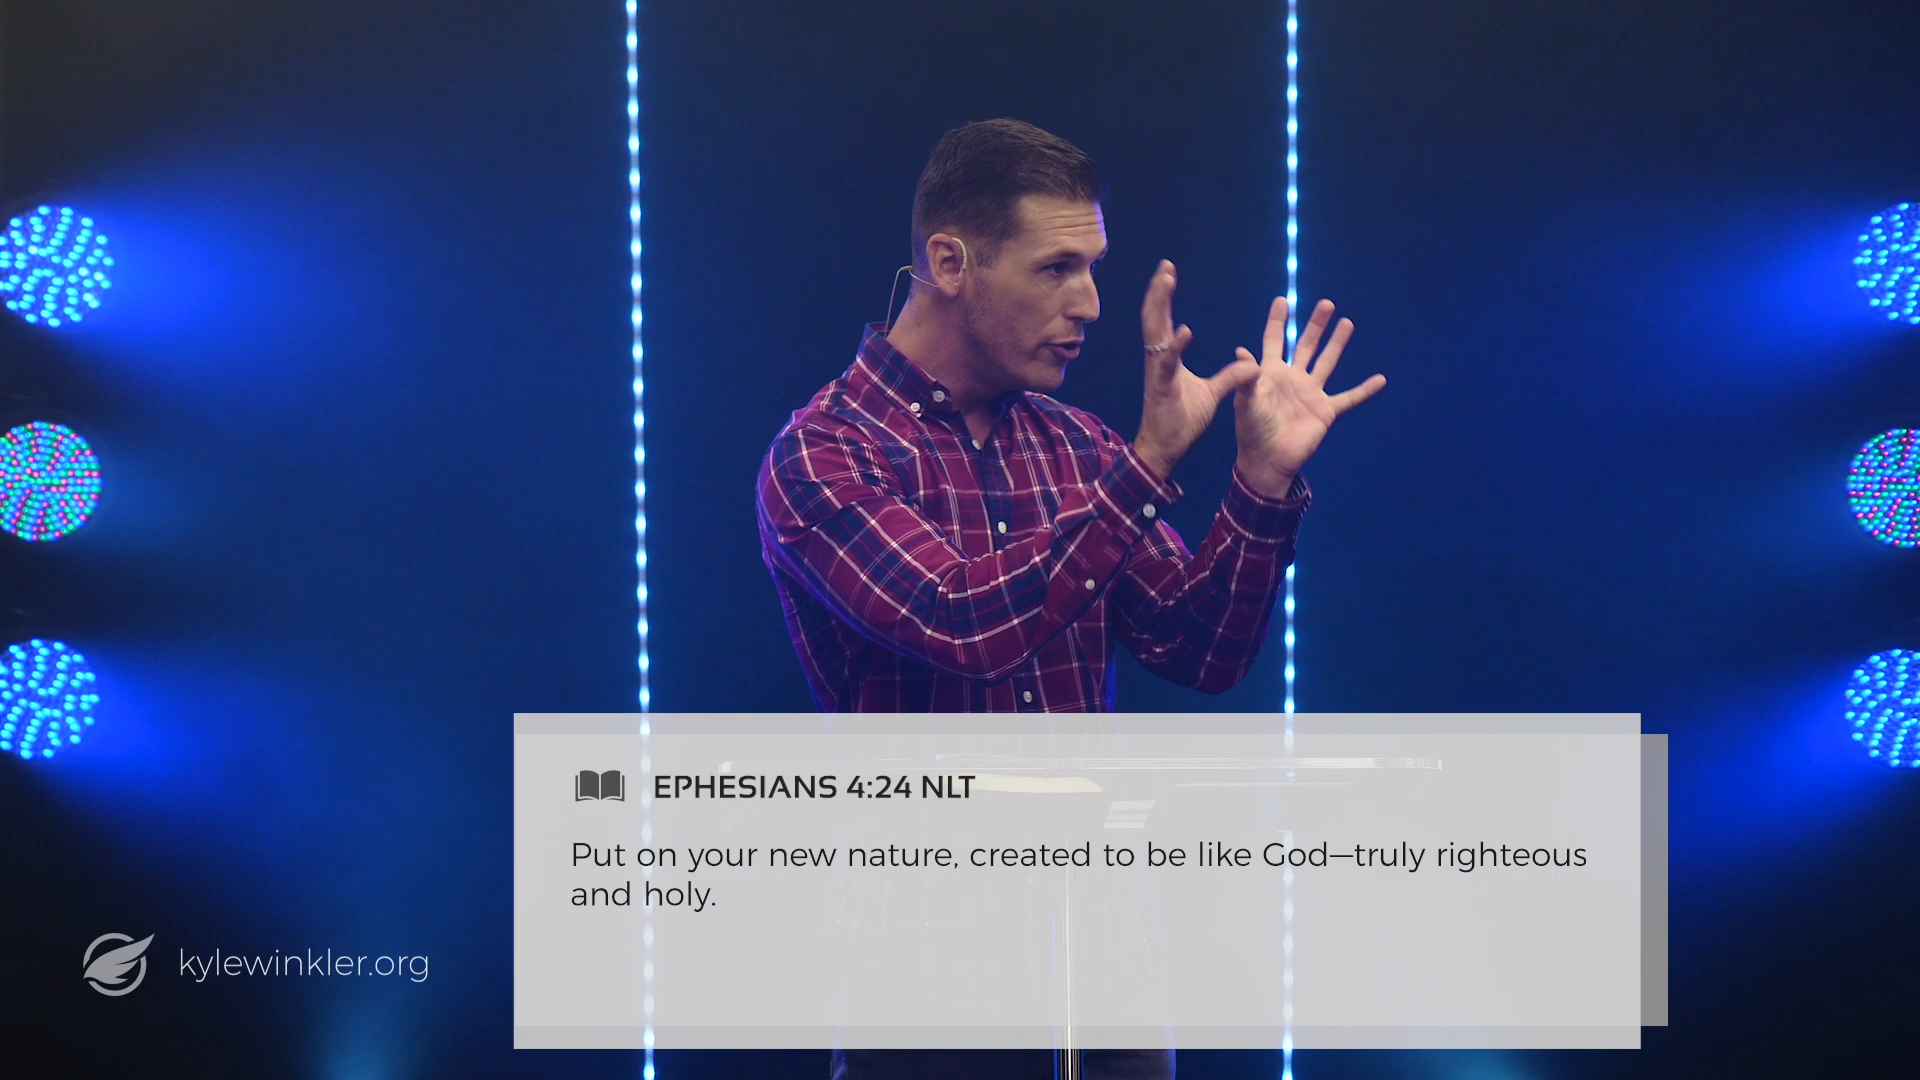 EPHESIANS 4:24 NLT
Put on your new nature, created to be like God—truly righteous
and holy.
kylewinkler.org